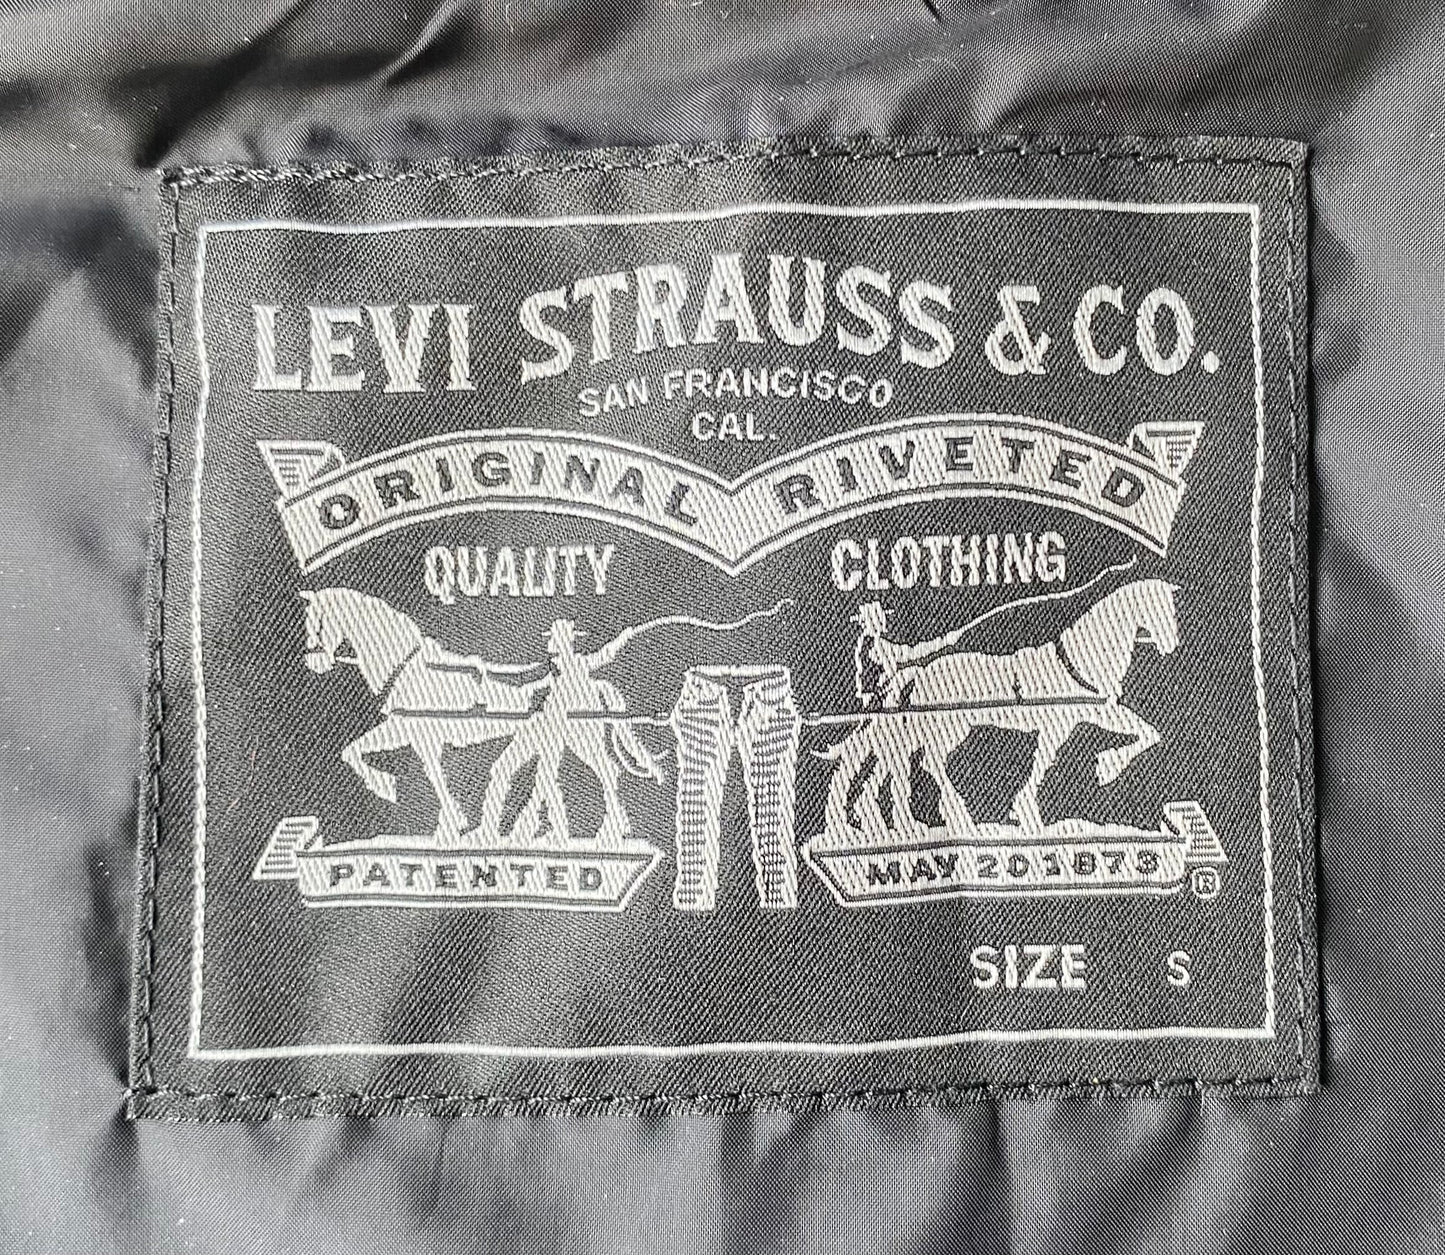 LEVI STRAUSS & CO.
SAN FRANCISCO
CAL.
ORIGINAL RIVETED
QUALITY CLOTHING
PATENTED MAY 20 1873 ®
SIZE S